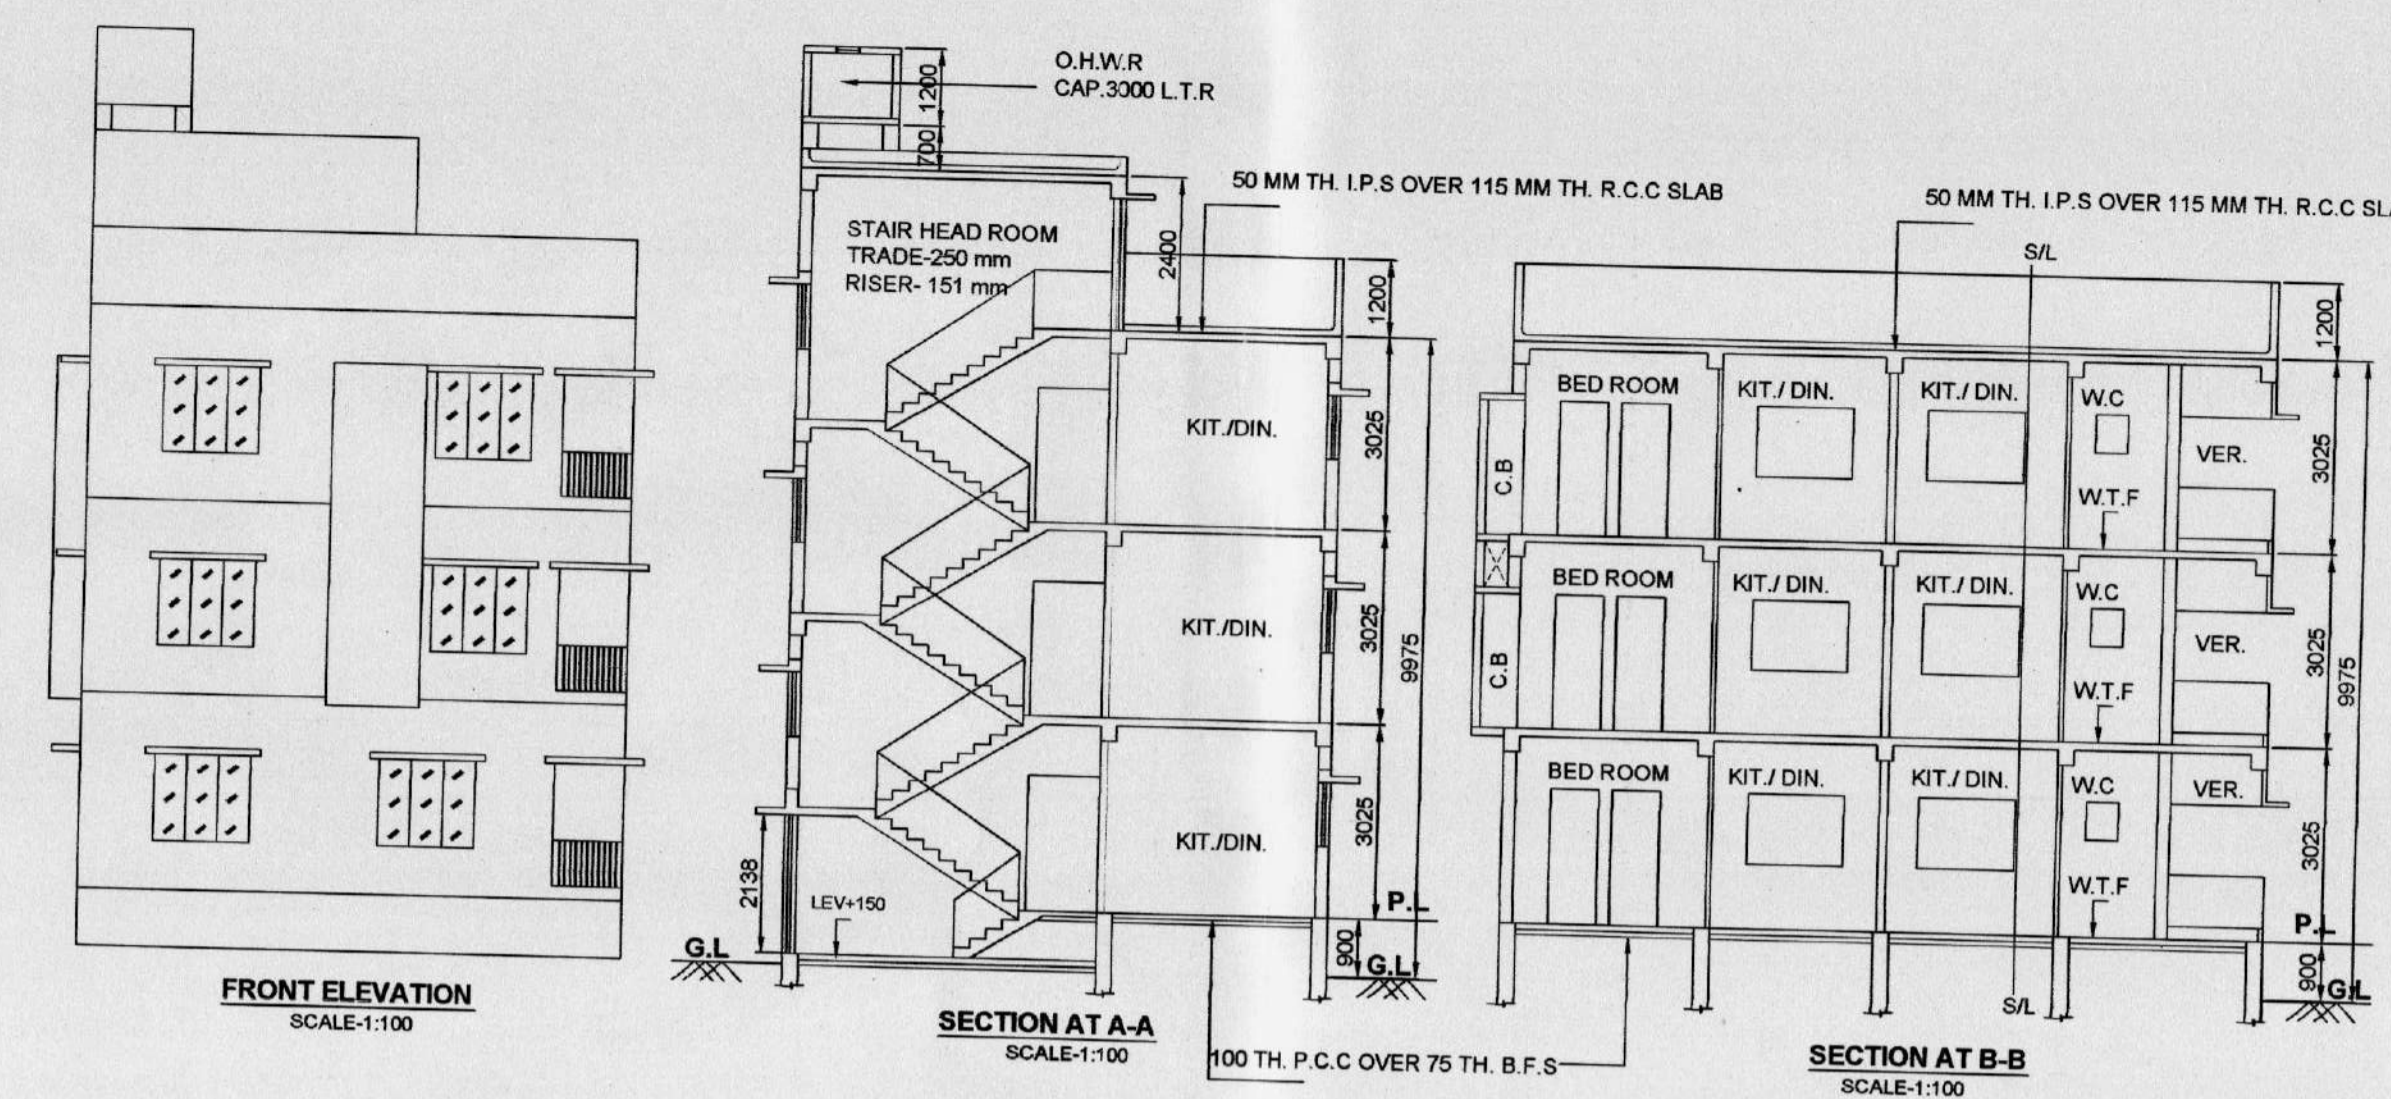 O.H.W.R
CAP.3000 L.T.R
1200
700
50 MM TH. I.P.S OVER 115 MM TH. R.C.C SLAB
STAIR HEAD ROOM
TRADE-250 mm
RISER- 151 mm
2400
1200
KIT./DIN.
3025
KIT./DIN.
3025
9975
KIT./DIN.
3025
2138
LEV+150
P.L
900
G.L
G.L
FRONT ELEVATION
SCALE-1:100
SECTION AT A-A
SCALE-1:100
100 TH. P.C.C OVER 75 TH. B.F.S
50 MM TH. I.P.S OVER 115 MM TH. R.C.C
S/L
1200
BED ROOM
KIT./ DIN.
KIT./ DIN.
W.C
VER.
C.B
W.T.F
3025
BED ROOM
KIT./ DIN.
KIT./ DIN.
W.C
VER.
C.B
W.T.F
3025
9975
BED ROOM
KIT./ DIN.
KIT./ DIN.
W.C
VER.
W.T.F
3025
P.L
900
G.L
S/L
SECTION AT B-B
SCALE-1:100